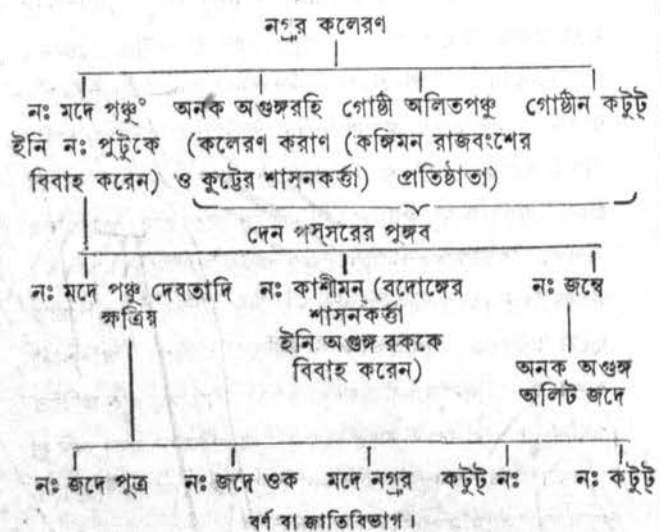 নগুর কলেরণ
নঃ মদে পঞ্চু° অনক অগুঙ্গরহি গোষ্ঠী অলিতপঞ্চু গোষ্ঠীন কটুট্
ইনি নঃ পুটুকে (কলেরণ করাণ (কঙ্গিমন রাজবংশের
বিবাহ করেন) ও কুট্টের শাসনকর্ত্তা) প্রতিষ্ঠাতা)
দেন পস্সরের পুঙ্গব
নঃ মদে পঞ্চু দেবতাদি নঃ কাশীমন্ (বদোঙ্গের নঃ জম্বে
ক্ষত্রিয় শাসনকর্ত্তা
ইনি অগুঙ্গ রককে
বিবাহ করেন) অনক অগুঙ্গ
অলিট জদে
নঃ জদে পুত্র নঃ জদে ওক মদে নগুর কটুট্ নঃ নঃ কটুট্
বর্ণ বা জাতিবিভাগ।